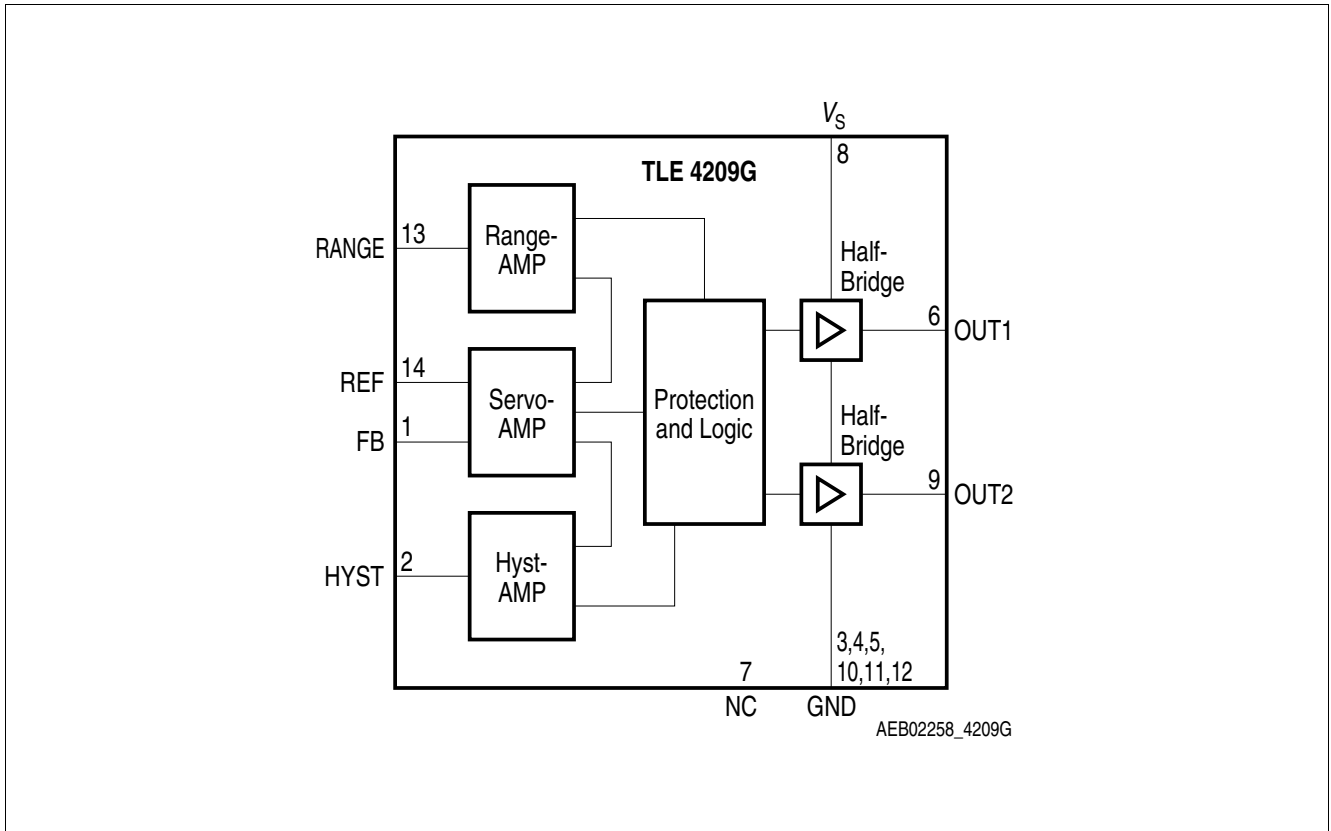 VS
8
TLE 4209G
RANGE
13
Range-
AMP
Half-
Bridge
6
OUT1
REF
14
FB
1
Servo-
AMP
Protection
and Logic
Half-
Bridge
9
OUT2
HYST
2
Hyst-
AMP
3,4,5,
10,11,12
7
NC
GND
AEB02258_4209G